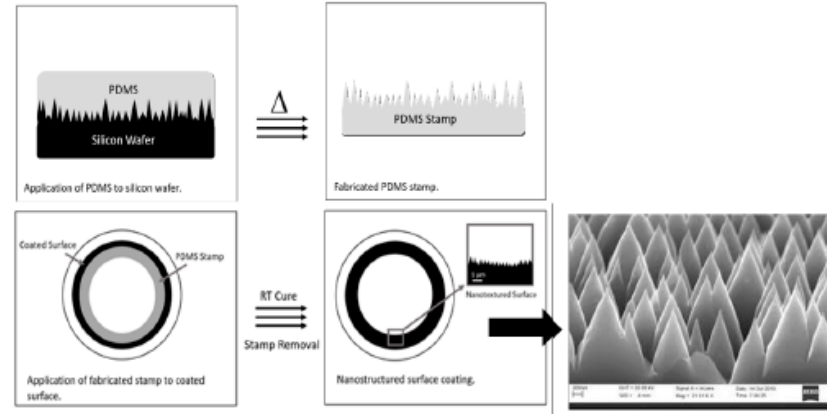 PDMS
Silicon Wafer
Application of PDMS to silicon wafer.
Δ
PDMS Stamp
Fabricated PDMS stamp.
Coated Surface
PDMS Stamp
Application of fabricated stamp to coated
surface.
RT Cure
Stamp Removal
1 µm
Nanotextured Surface
Nanostructured surface coating.